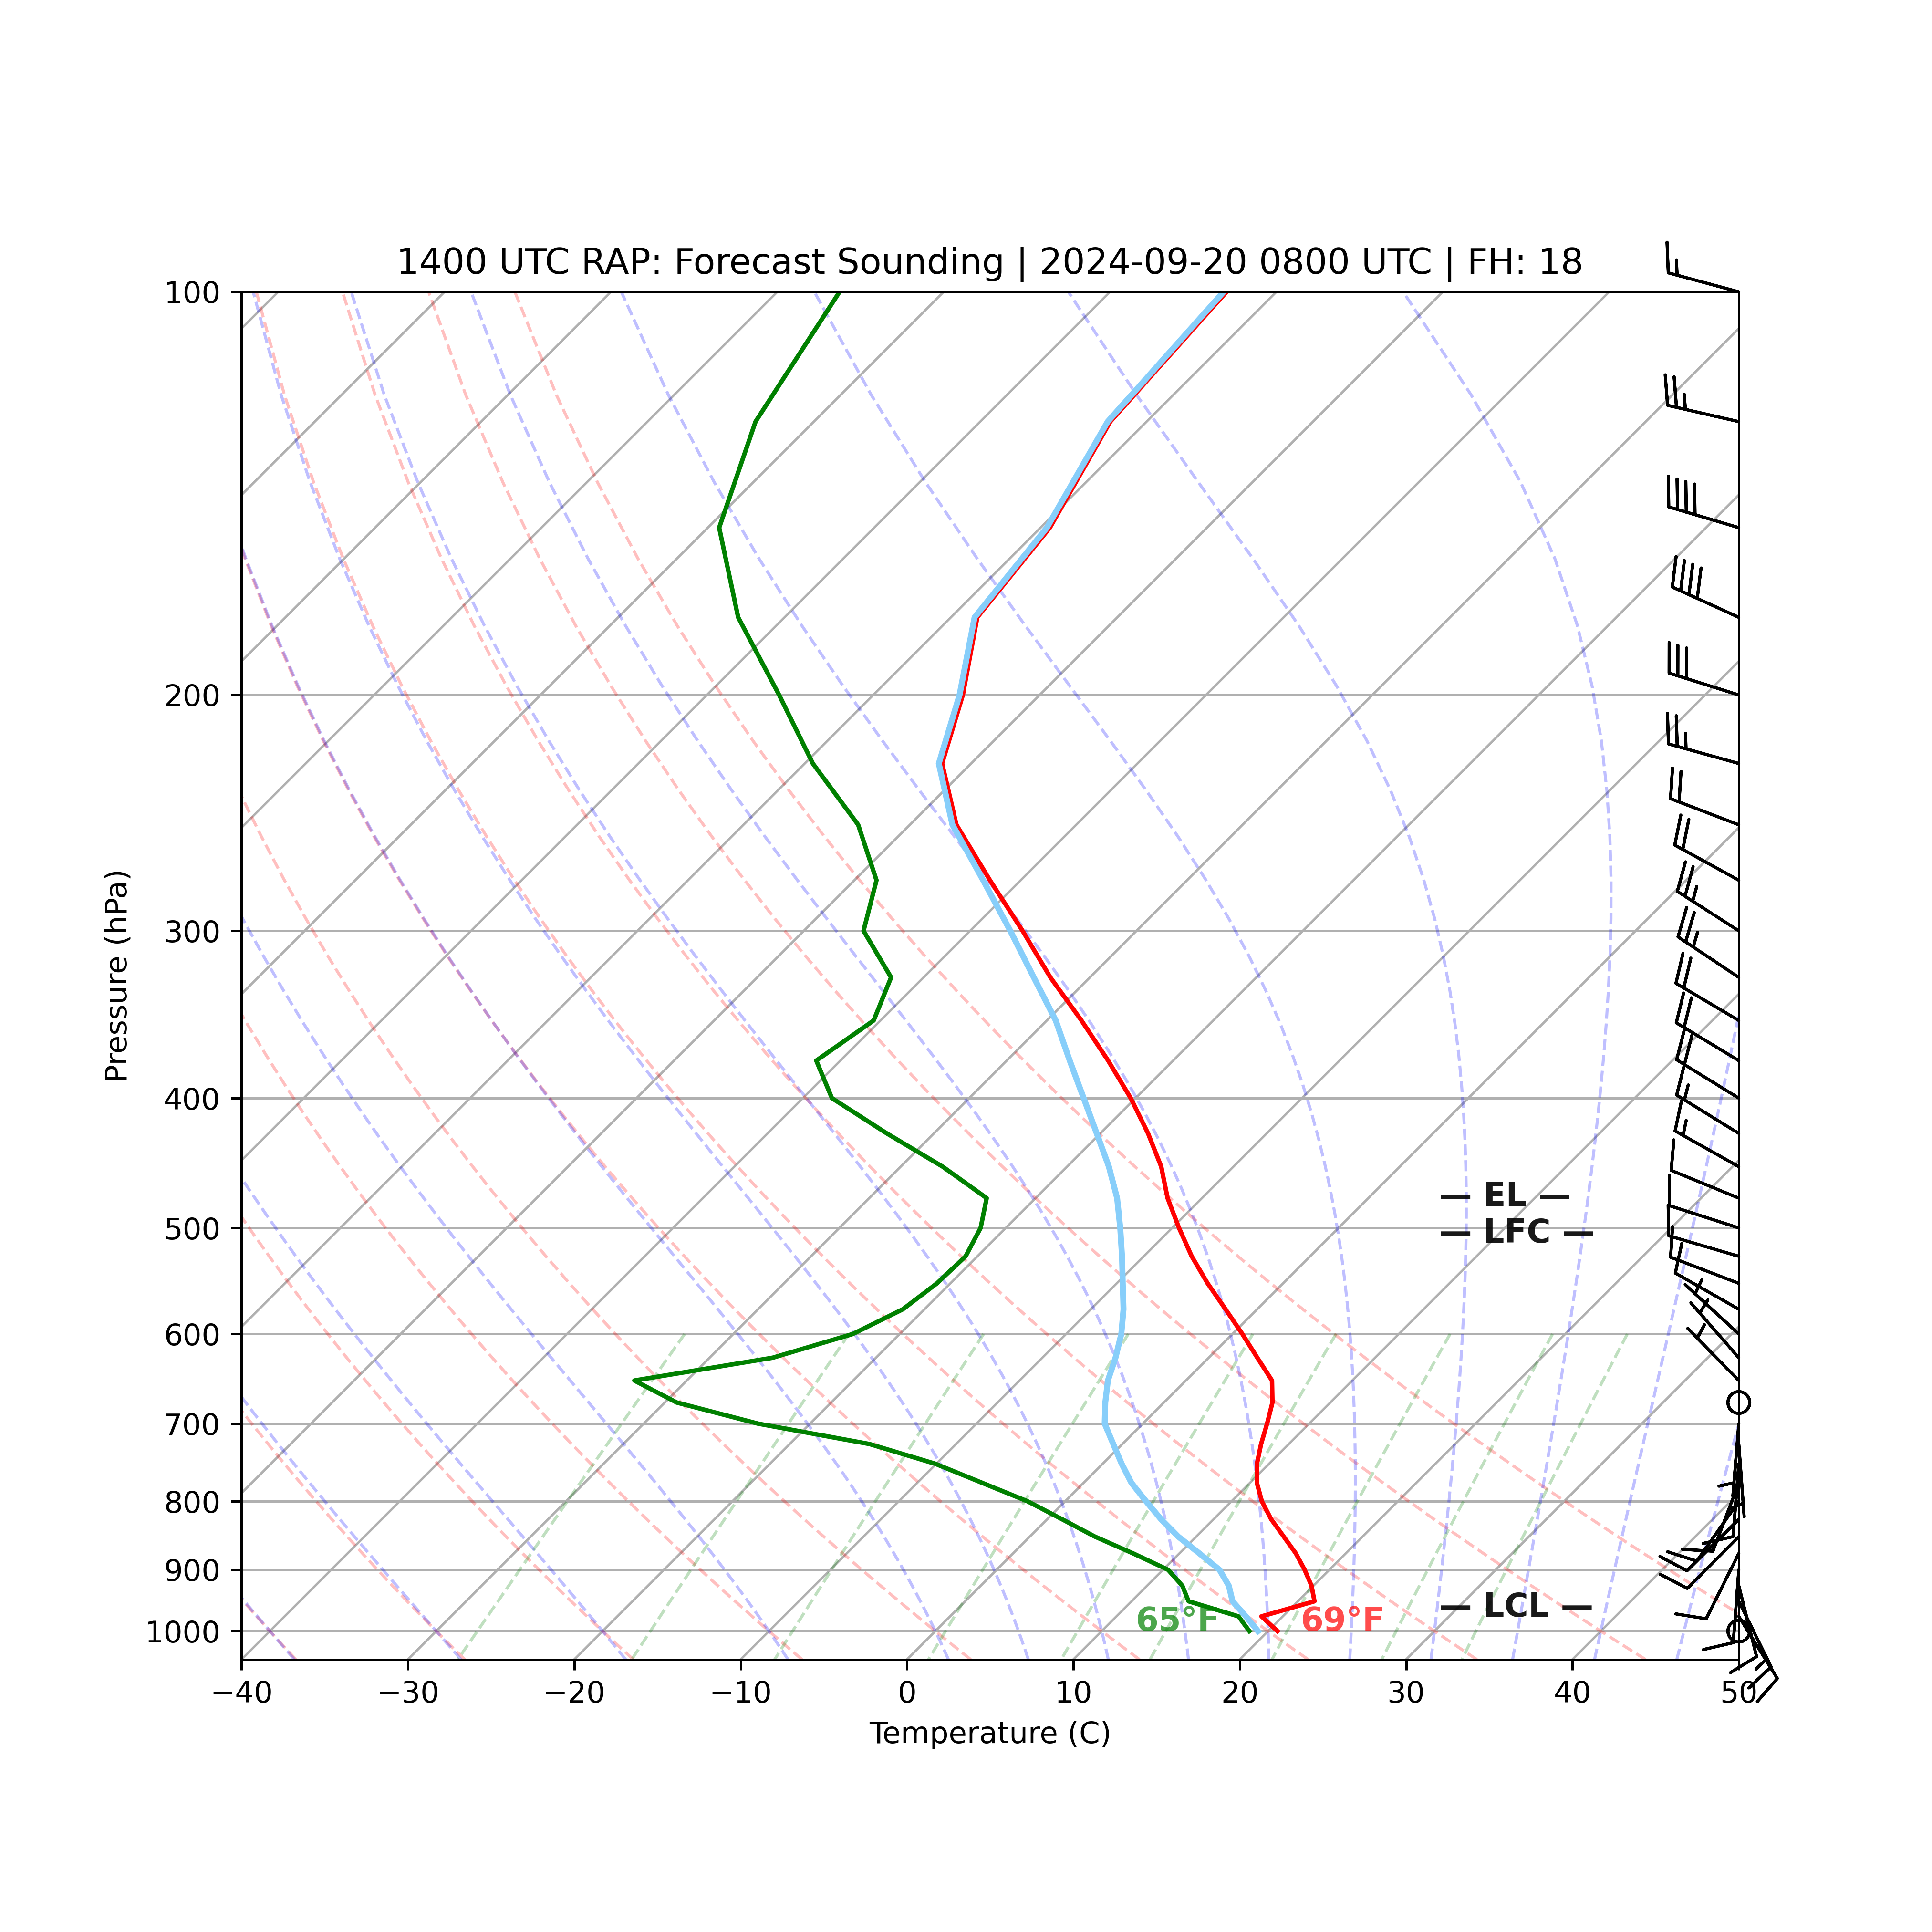 1400 UTC RAP: Forecast Sounding | 2024-09-20 0800 UTC | FH: 18
100
200
300
400
500
600
700
800
900
1000
Pressure (hPa)
— EL —
— LFC —
— LCL —
65°F
69°F
−40 −30 −20 −10 0 10 20 30 40 50
Temperature (C)